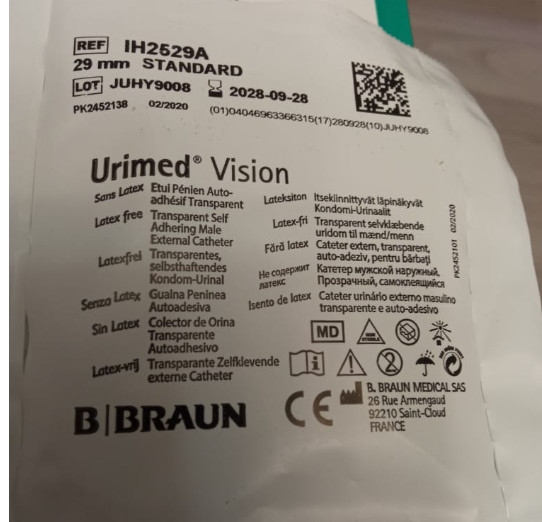 REF IH2529A
29 mm STANDARD
LOT JUHY9008 2028-09-28
PK2452138 02/2020 (01)04046963366315(17)280928(10)JUHY9008
Urimed® Vision
Sans Latex Etui Pénien Auto-
adhésif Transparent
Latex free Transparent Self
Adhering Male
External Catheter
Latexfrei Transparentes,
selbsthaftendes
Kondom-Urinal
Senza Latex Guaina Peninea
Autoadesiva
Sin Latex Colector de Orina
Transparente
Autoadhesivo
Latex-vrij Transparante Zelfklevende
externe Catheter
Lateksiton Itsekiinnittyvät läpinäkyvät
Kondomi-Urinaalit
Latex-fri Transparent selvklæbende
uridom til mænd/menn
Fără latex Cateter extern, transparent,
auto-adeziv, pentru bărbați
Не содержит Катетер мужской наружный.
латекс Прозрачный, самоклеящийся
Isento de latex Cateter urinário externo masculino
transparente e auto-adesivo
PK2452101 02/2020
MD
NON STERILE
2
B|BRAUN
CE
B. BRAUN MEDICAL SAS
26 Rue Armengaud
92210 Saint-Cloud
FRANCE